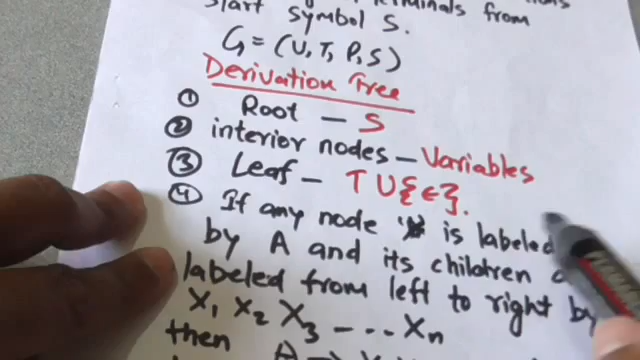 start symbol S.
G = (U, T, P, S)
Derivation Tree
① Root – S
② interior nodes – Variables
③ Leaf – T U {ϵ}.
④ If any node is labeled
by A and its children
labeled from left to right by
X₁ X₂ X₃ ---- Xₙ
then A →